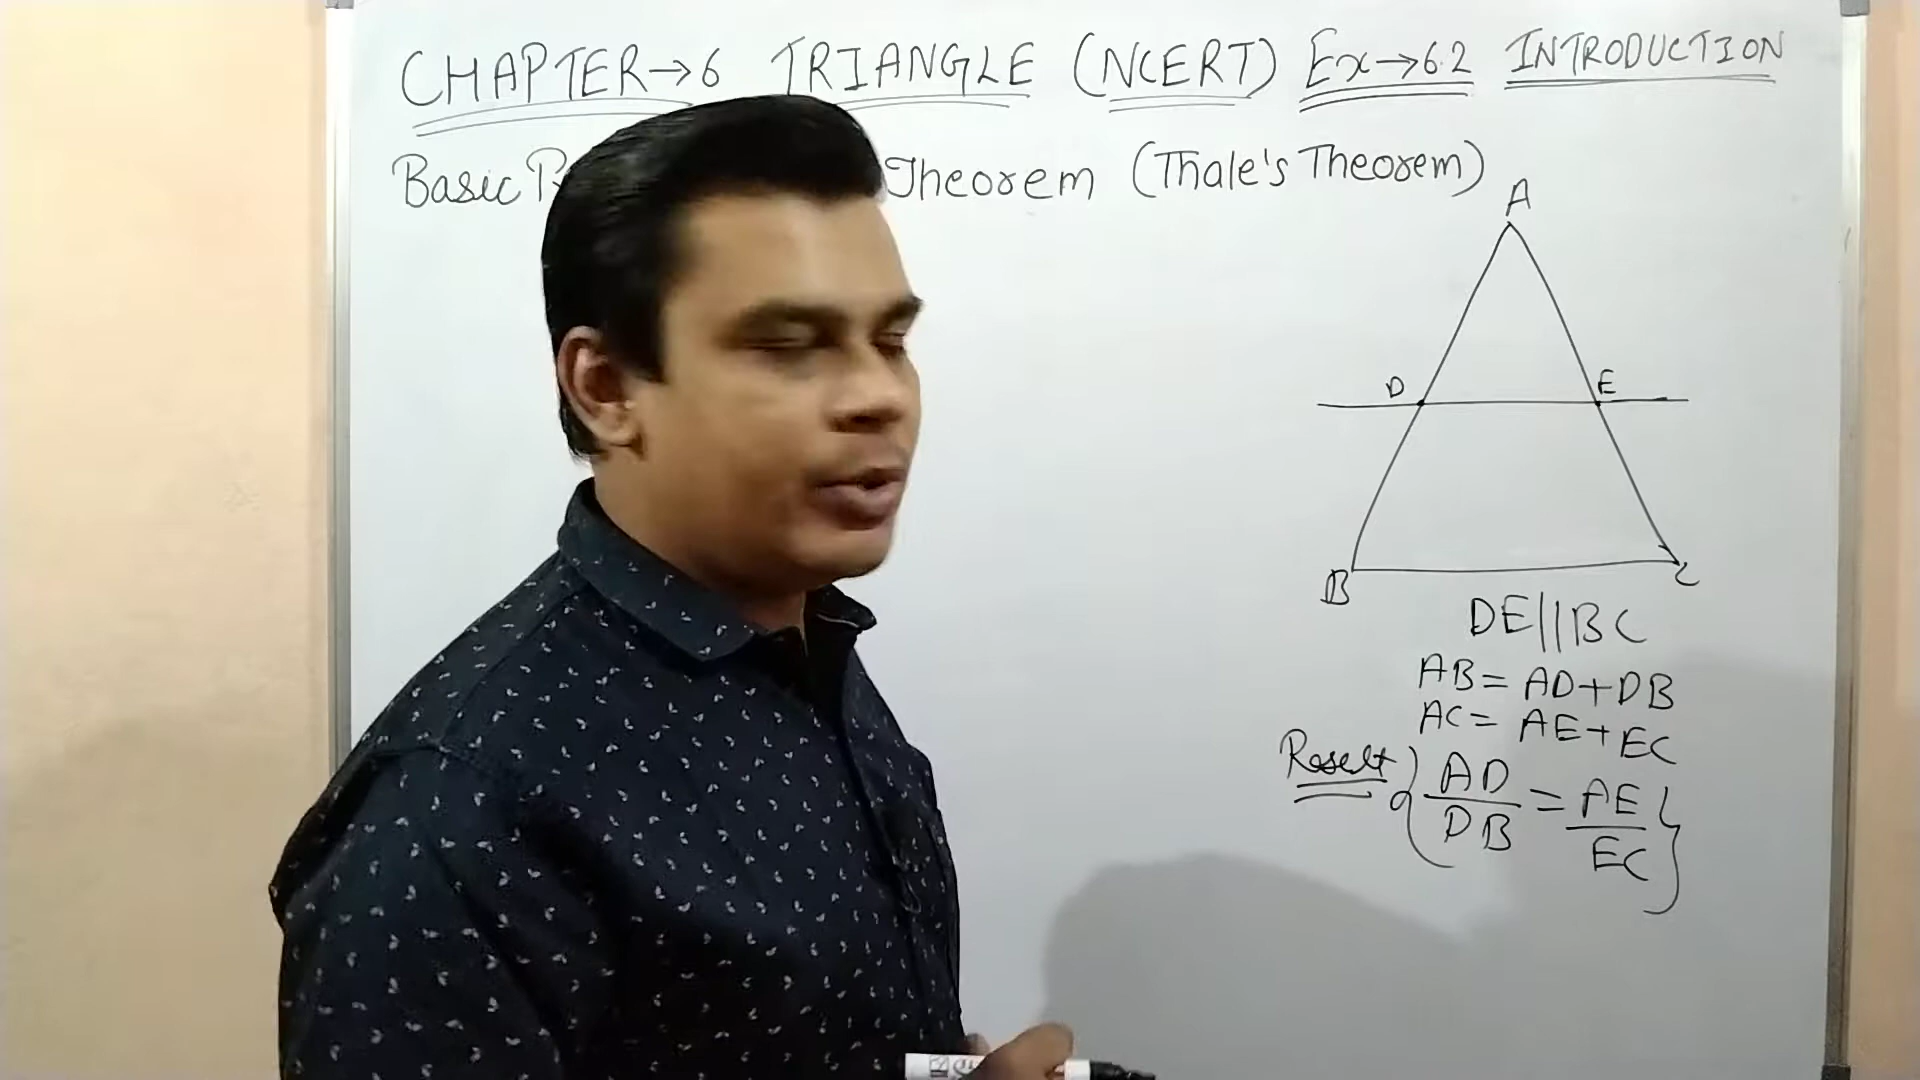 CHAPTER→6 TRIANGLE (NCERT) Ex→6.2 INTRODUCTION
Basic Theorem (Thale's Theorem)
A
D E
B C
DE||BC
AB = AD+DB
AC = AE+EC
Result { AD/DB = AE/EC }